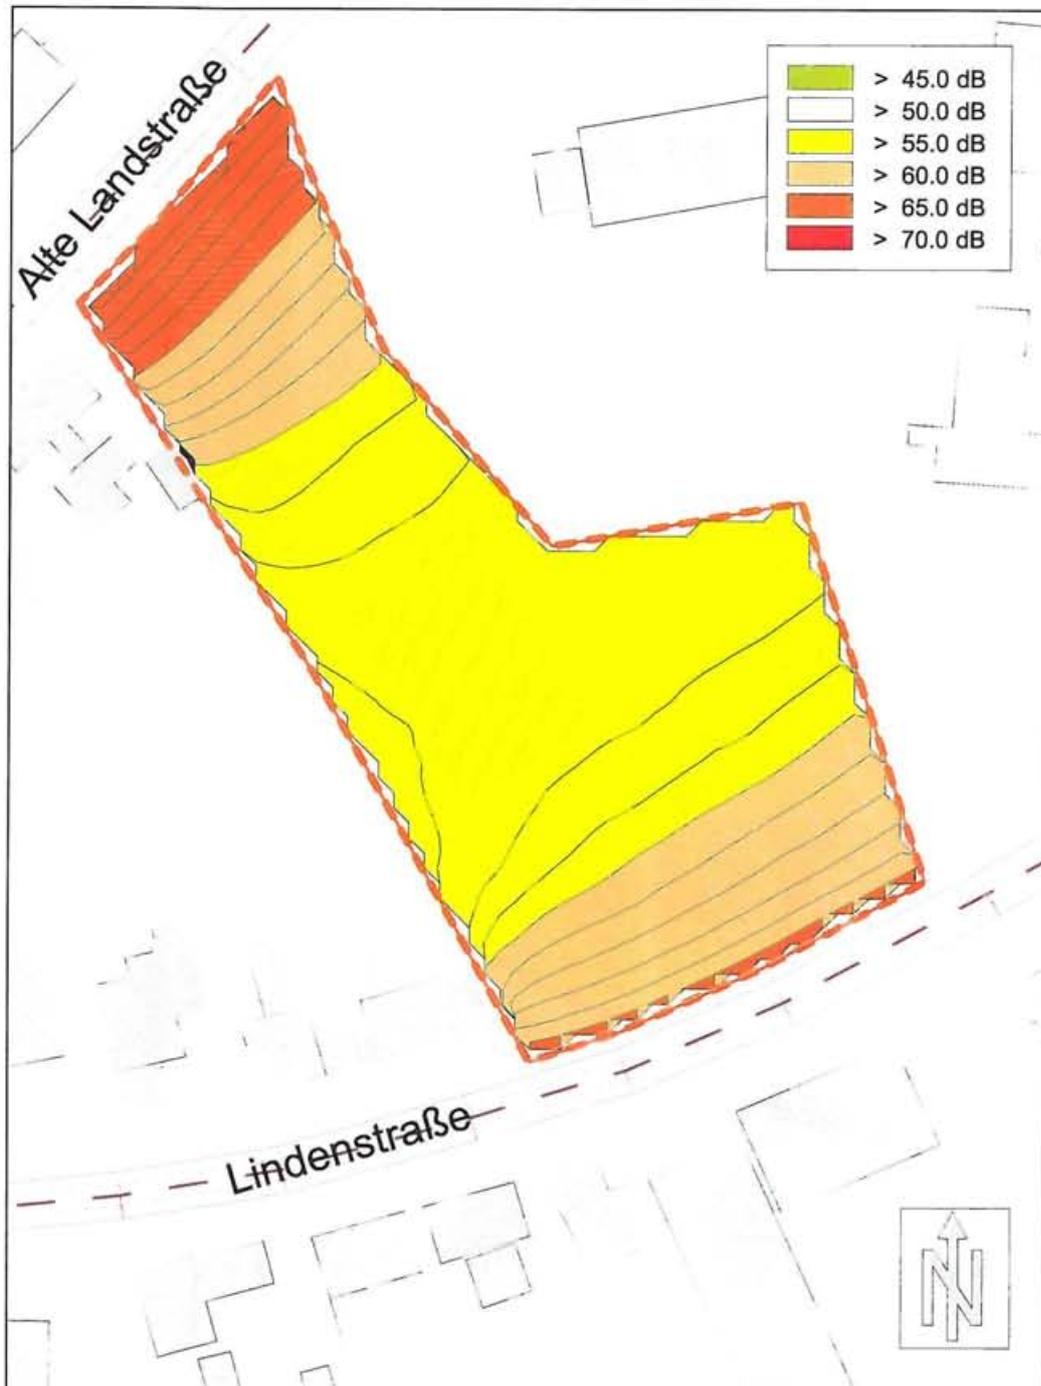 Alte Landstraße
> 45.0 dB
> 50.0 dB
> 55.0 dB
> 60.0 dB
> 65.0 dB
> 70.0 dB
Lindenstraße
N